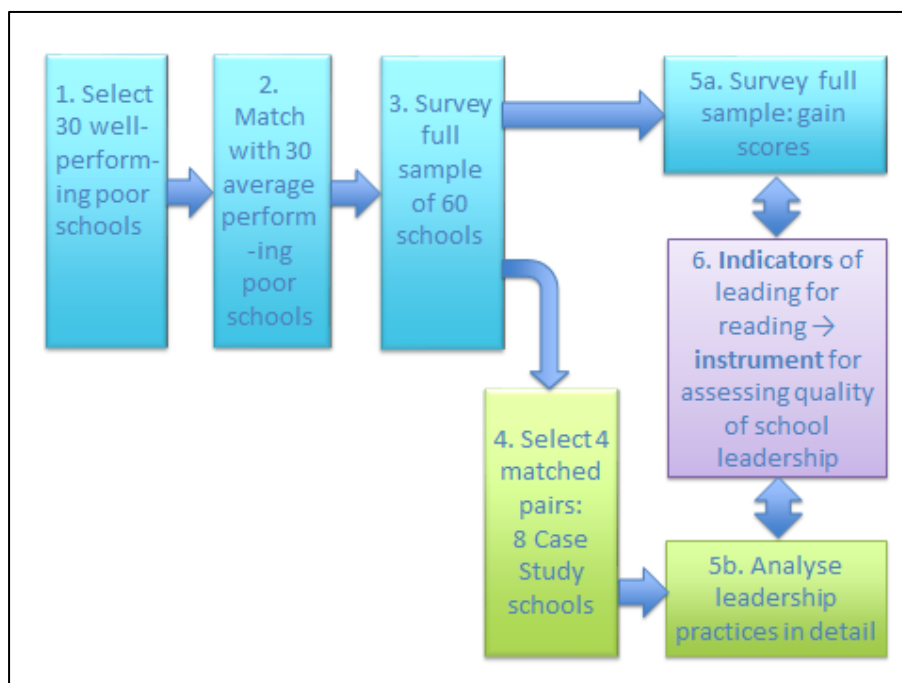 1. Select
30 well-
perform-
ing poor
schools
2.
Match
with 30
average
perform
-ing
poor
schools
3. Survey
full
sample
of 60
schools
4. Select 4
matched
pairs:
8 Case
Study
schools
5a. Survey full
sample: gain
scores
6. Indicators of
leading for
reading →
instrument for
assessing quality
of school
leadership
5b. Analyse
leadership
practices in detail